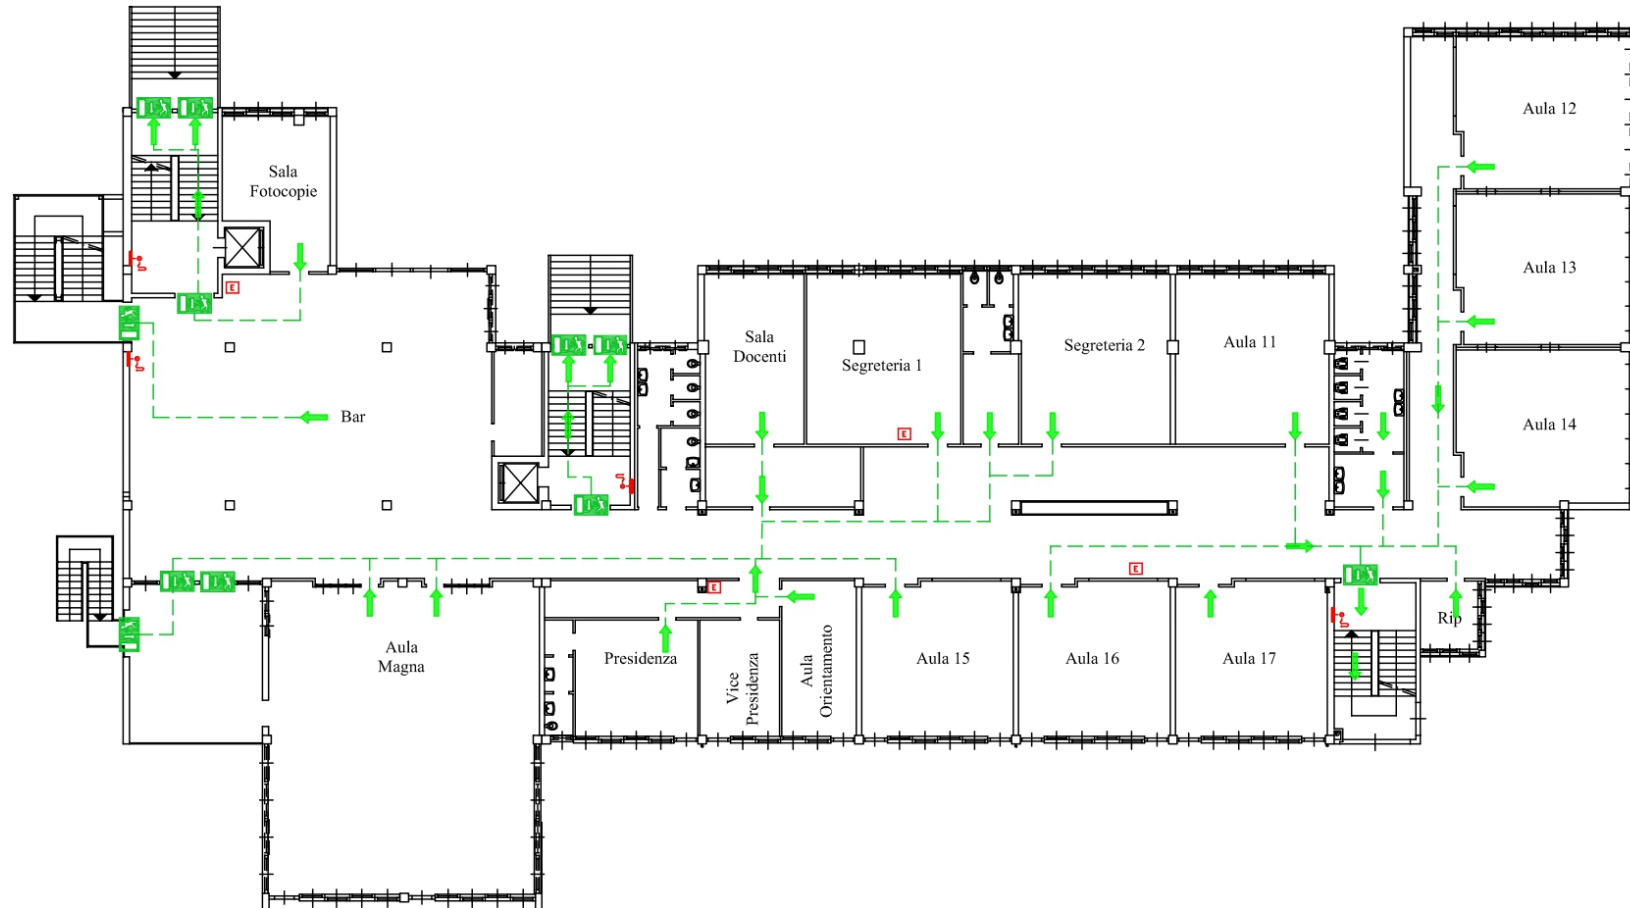 Aula 12
Sala
Fotocopie
E
Aula 13
Sala
Docenti
Segreteria 1
Segreteria 2
Aula 11
Bar
Aula 14
E
E
E
Aula
Magna
Presidenza
Vice
Presidenza
Aula
Orientamento
Aula 15
Aula 16
Aula 17
Rip